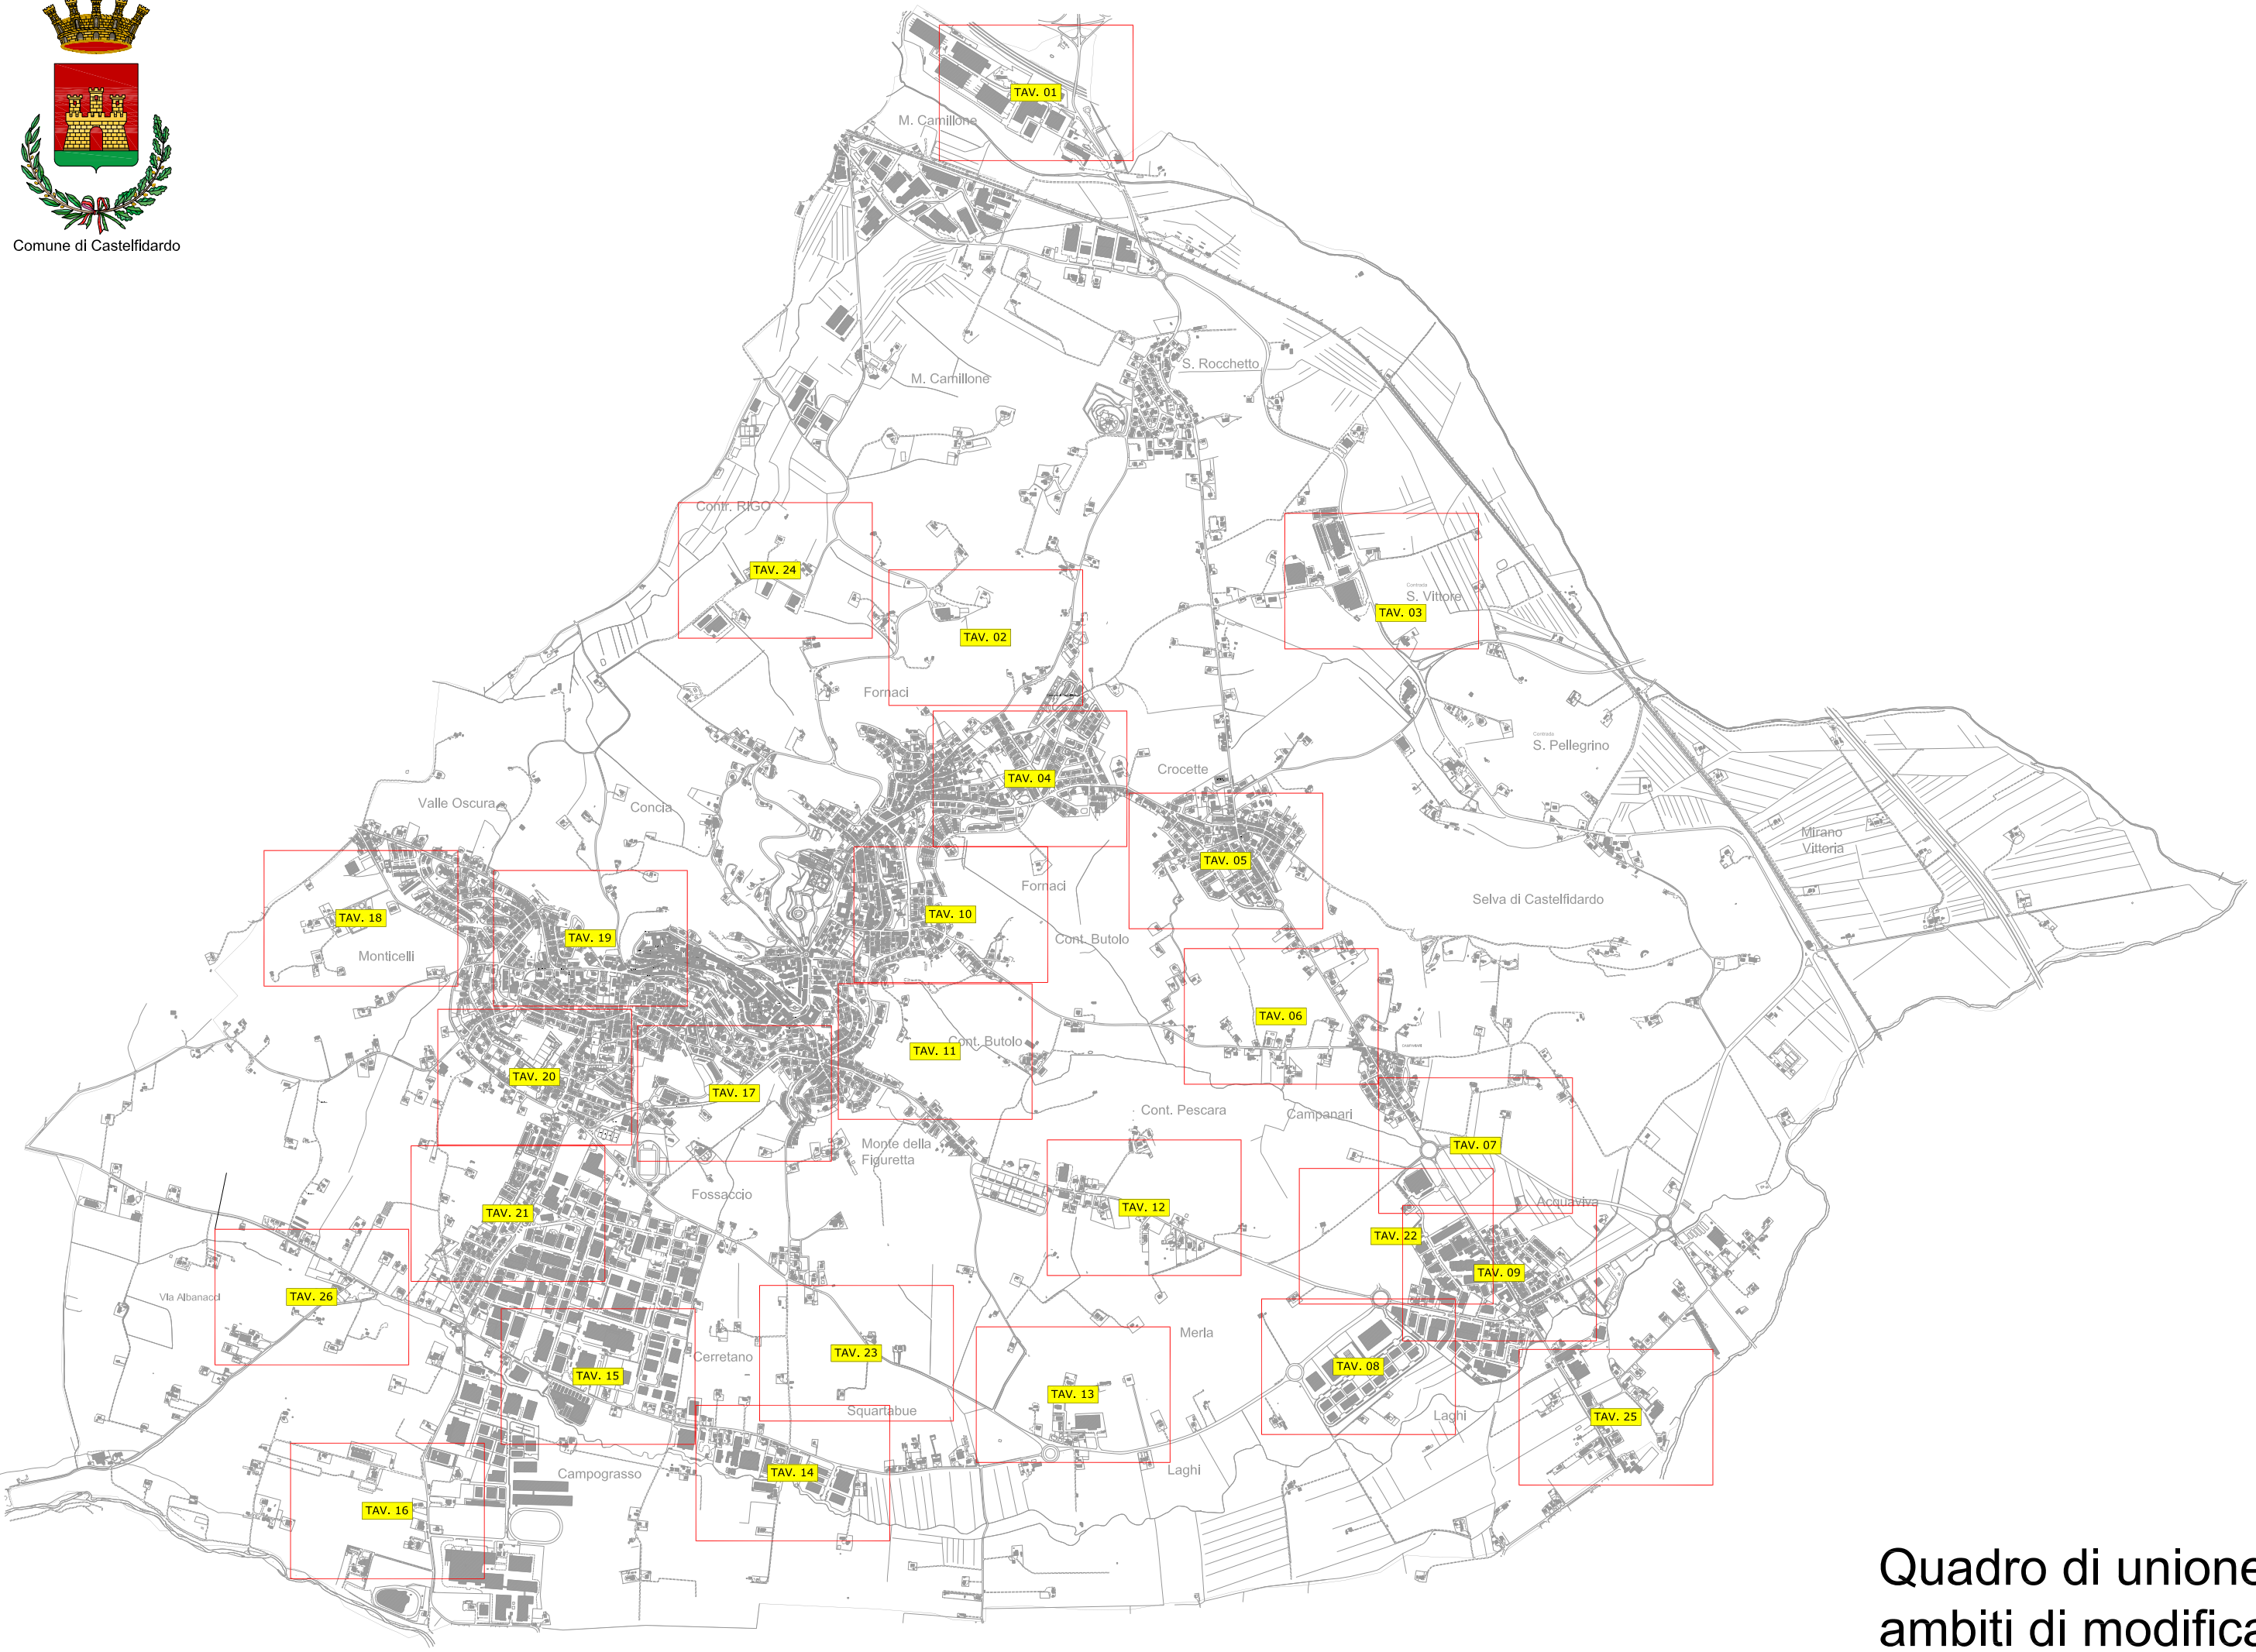 Comune di Castelfidardo
TAV. 01
M. Camillone
S. Rocchetto
M. Camillone
Contr. RIGO
TAV. 24
Contrada
S. Vittore
TAV. 03
TAV. 02
Fornaci
Contrada
S. Pellegrino
Crocette
TAV. 04
Valle Oscura
Concia
Mirano
Vittoria
TAV. 05
Fornaci
Selva di Castelfidardo
TAV. 18
TAV. 10
TAV. 19
Cont. Butolo
Monticelli
TAV. 06
Cont. Butolo
TAV. 11
TAV. 20
TAV. 17
Cont. Pescara
Campanari
Monte della
Figuretta
TAV. 07
Fossaccio
Acquaviva
TAV. 12
TAV. 21
TAV. 22
TAV. 09
VIa Albanacci
TAV. 26
Merla
TAV. 23
Cerretano
TAV. 08
TAV. 15
TAV. 13
Squartabue
Laghi
TAV. 25
Campograsso
TAV. 14
Laghi
TAV. 16
Quadro di unione
ambiti di modifica